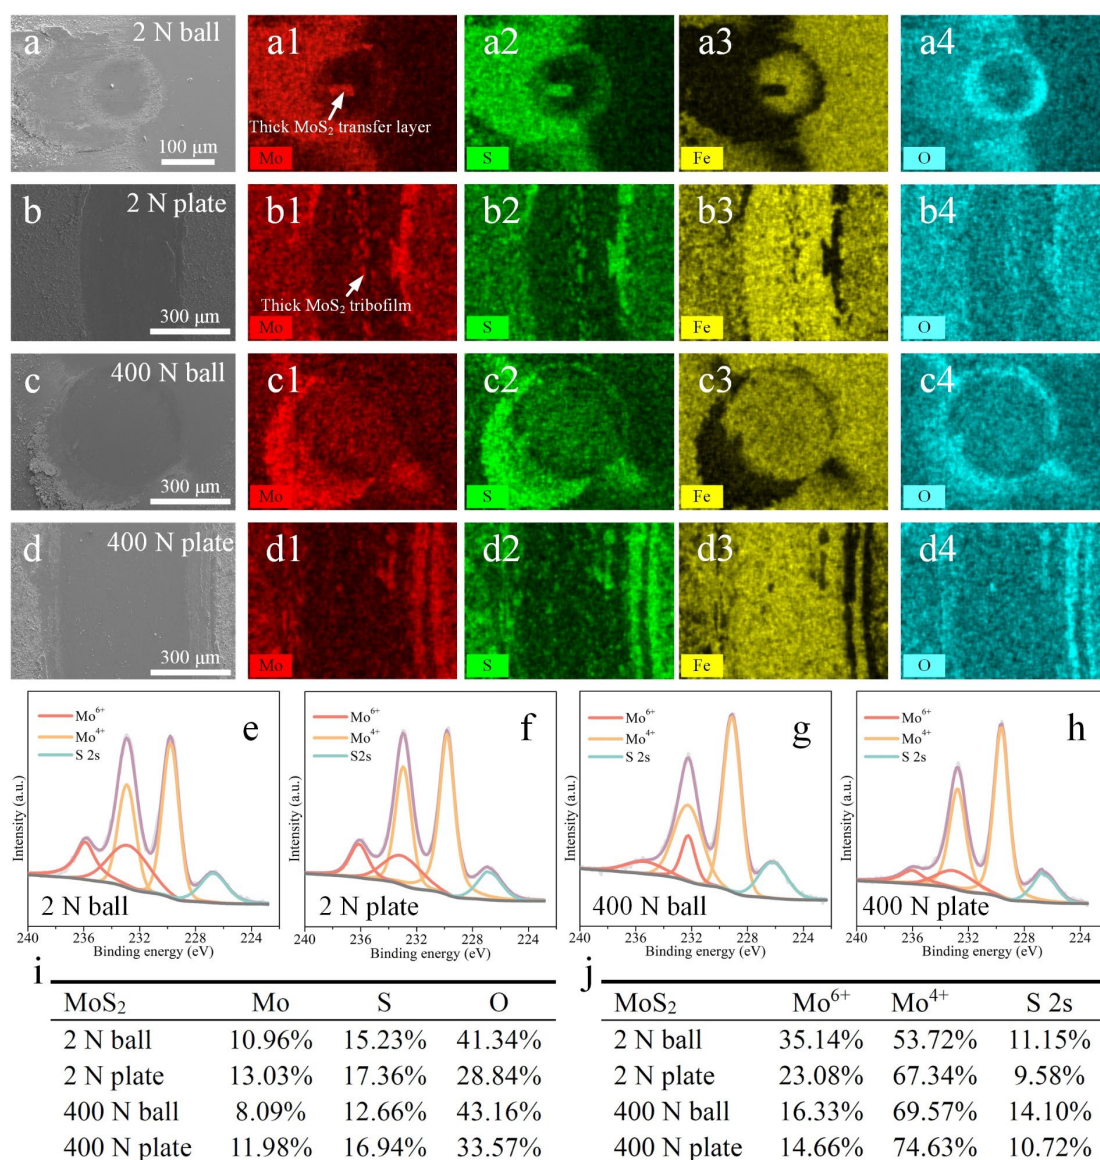 a 2 N ball a1 a2 a3 a4
Thick MoS₂ transfer layer
100 μm Mo S Fe O
b 2 N plate b1 b2 b3 b4
Thick MoS₂ tribofilm
300 μm Mo S Fe O
c 400 N ball c1 c2 c3 c4
300 μm Mo S Fe O
d 400 N plate d1 d2 d3 d4
300 μm Mo S Fe O
Intensity (a.u.)
Mo⁶⁺
Mo⁴⁺
S 2s
e
2 N ball
240 236 232 228 224
Binding energy (eV)
Intensity (a.u.)
Mo⁶⁺
Mo⁴⁺
S2s
f
2 N plate
240 236 232 228 224
Binding energy (eV)
Intensity (a.u.)
Mo⁶⁺
Mo⁴⁺
S 2s
g
400 N ball
240 236 232 228 224
Binding energy (eV)
Intensity (a.u.)
Mo⁶⁺
Mo⁴⁺
S 2s
h
400 N plate
240 236 232 228 224
Binding energy (eV)
i
MoS₂ Mo S O
2 N ball 10.96% 15.23% 41.34%
2 N plate 13.03% 17.36% 28.84%
400 N ball 8.09% 12.66% 43.16%
400 N plate 11.98% 16.94% 33.57%
j
MoS₂ Mo⁶⁺ Mo⁴⁺ S 2s
2 N ball 35.14% 53.72% 11.15%
2 N plate 23.08% 67.34% 9.58%
400 N ball 16.33% 69.57% 14.10%
400 N plate 14.66% 74.63% 10.72%